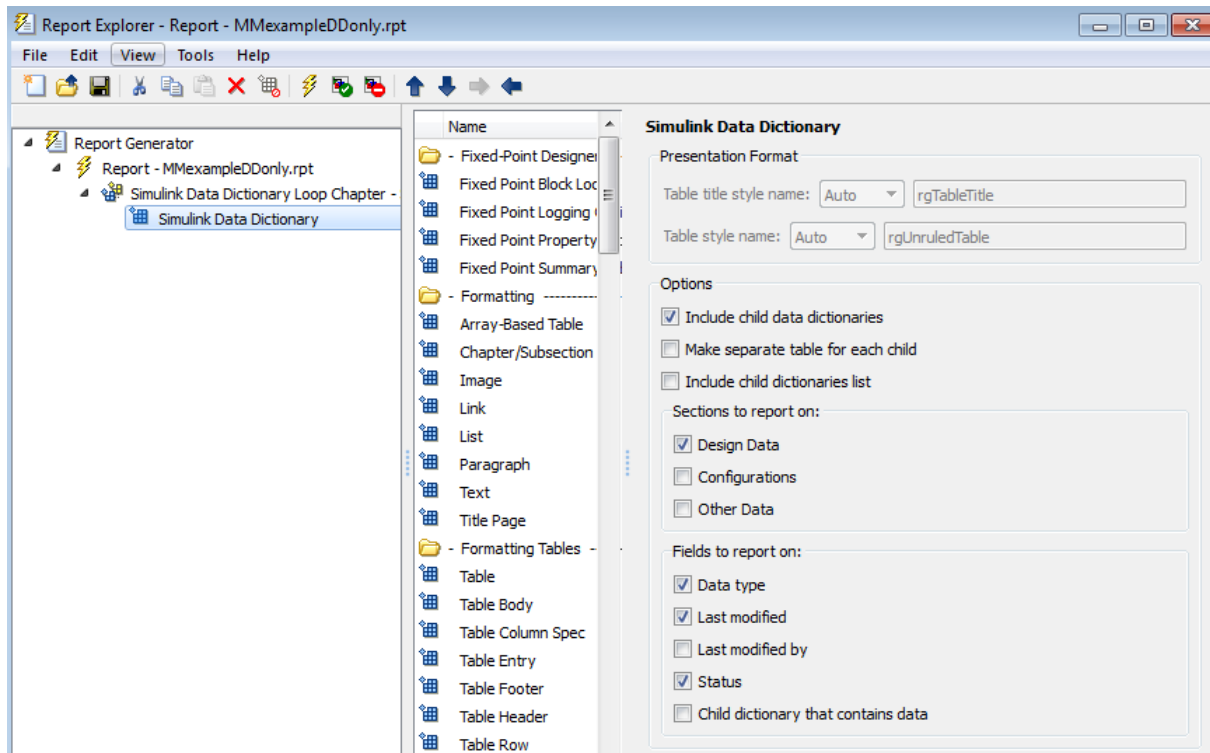 Report Explorer - Report - MMexampleDDonly.rpt
File Edit View Tools Help
Report Generator
Report - MMexampleDDonly.rpt
Simulink Data Dictionary Loop Chapter -
Simulink Data Dictionary
Name
- Fixed-Point Designer
Fixed Point Block Loo
Fixed Point Logging
Fixed Point Property
Fixed Point Summary
- Formatting ----------
Array-Based Table
Chapter/Subsection
Image
Link
List
Paragraph
Text
Title Page
- Formatting Tables -
Table
Table Body
Table Column Spec
Table Entry
Table Footer
Table Header
Table Row
Simulink Data Dictionary
Presentation Format
Table title style name: Auto rgTableTitle
Table style name: Auto rgUnruledTable
Options
Include child data dictionaries
Make separate table for each child
Include child dictionaries list
Sections to report on:
Design Data
Configurations
Other Data
Fields to report on:
Data type
Last modified
Last modified by
Status
Child dictionary that contains data